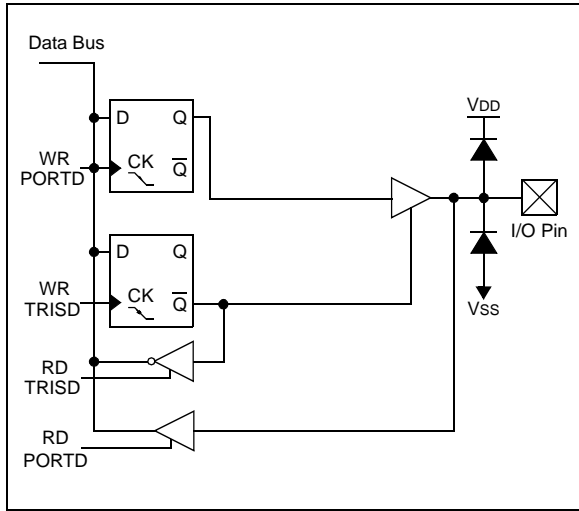 Data Bus
D Q
VDD
WR
PORTD
CK
Q
I/O Pin
D Q
WR
TRISD
CK
Q
VSS
RD
TRISD
RD
PORTD